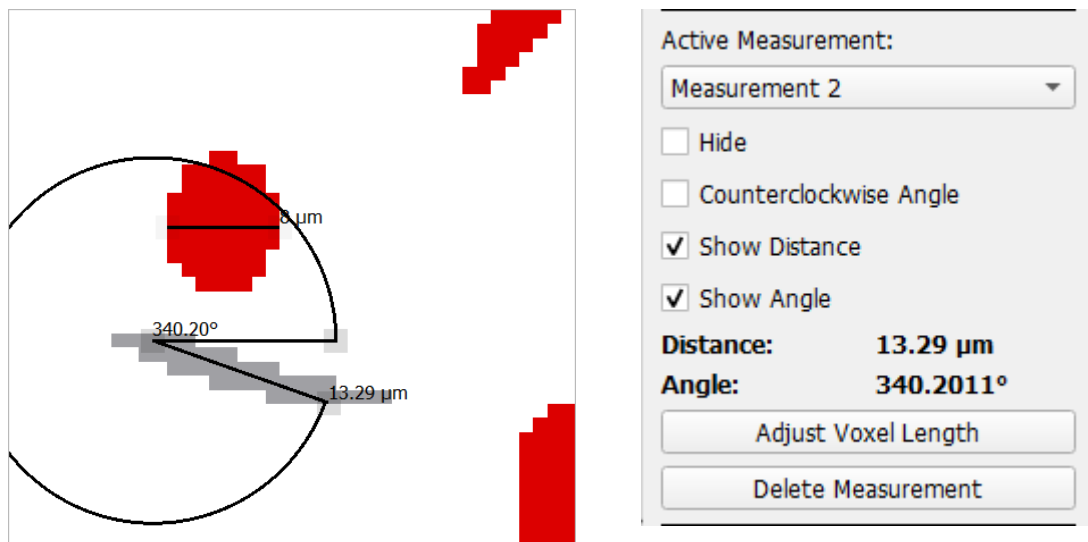 8 μm
340.20°
13.29 μm
Active Measurement:
Measurement 2
Hide
Counterclockwise Angle
Show Distance
Show Angle
Distance: 13.29 μm
Angle: 340.2011°
Adjust Voxel Length
Delete Measurement